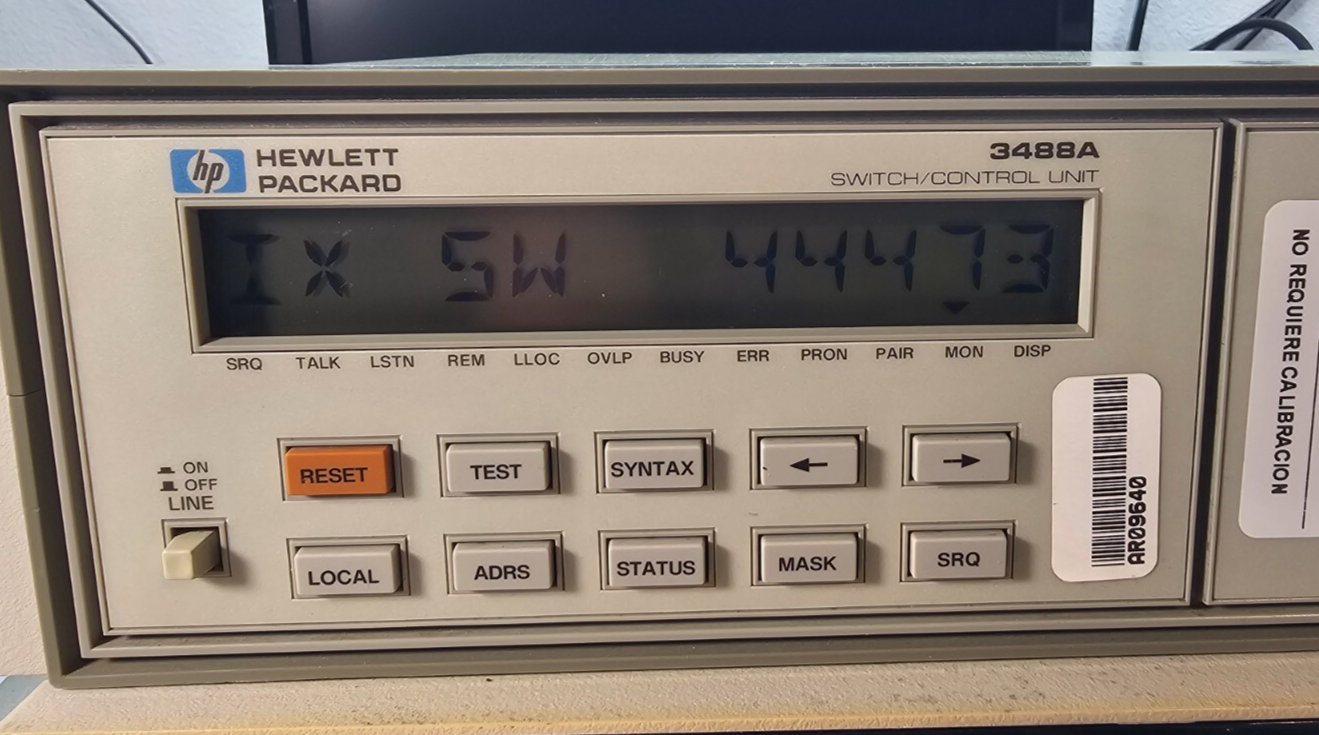 hp HEWLETT PACKARD
3488A
SWITCH/CONTROL UNIT
IX SW 44473
SRQ TALK LSTN REM LLOC OVLP BUSY ERR PRON PAIR MON DISP
ON
OFF
LINE
RESET TEST SYNTAX ← →
LOCAL ADRS STATUS MASK SRQ
AR09640
NO REQUIERE CALIBRACION